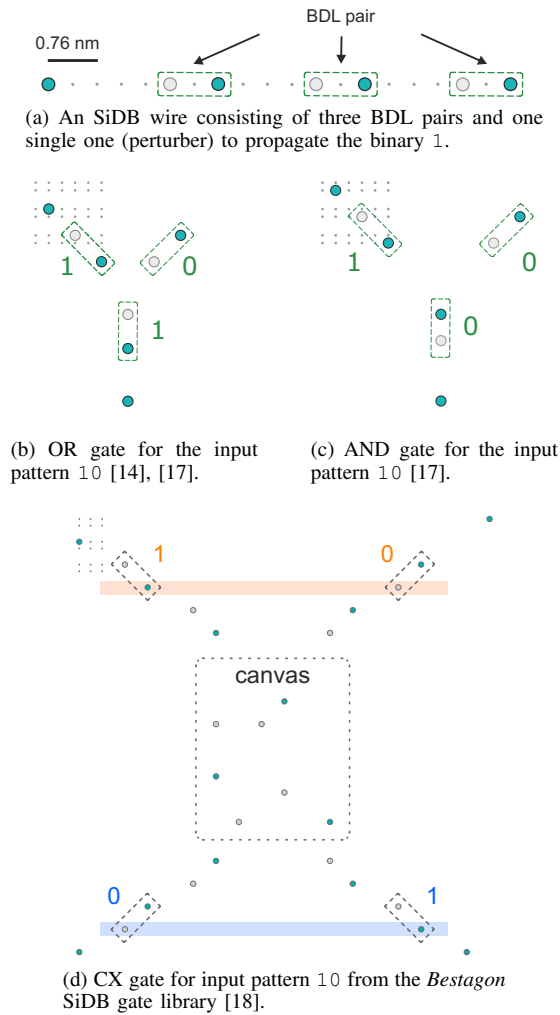 BDL pair
0.76 nm
(a) An SiDB wire consisting of three BDL pairs and one
single one (perturber) to propagate the binary 1.
1
0
1
1
0
0
(b) OR gate for the input
pattern 10 [14], [17].
(c) AND gate for the input
pattern 10 [17].
1
0
canvas
0
1
(d) CX gate for input pattern 10 from the Bestagon
SiDB gate library [18].